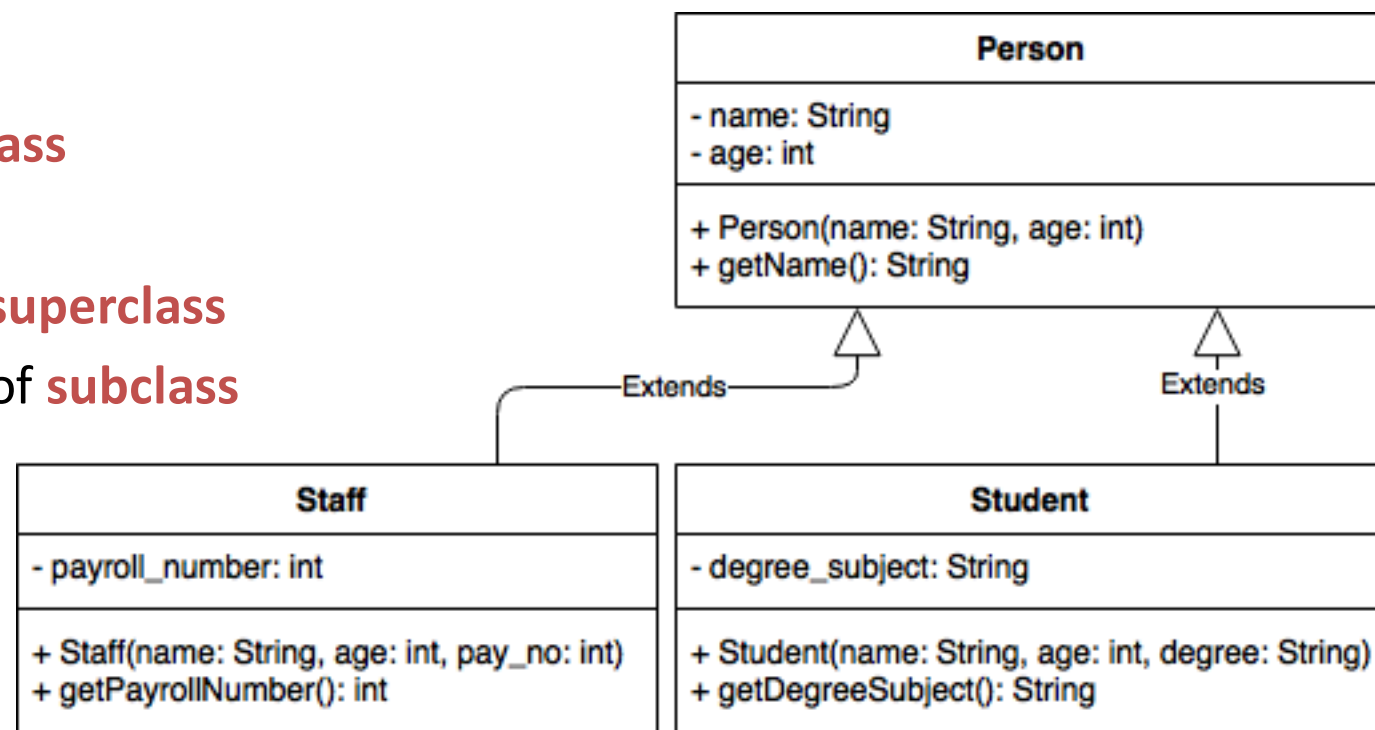 ass
superclass
of subclass
Person
- name: String
- age: int
+ Person(name: String, age: int)
+ getName(): String
Extends
Extends
Staff
- payroll_number: int
+ Staff(name: String, age: int, pay_no: int)
+ getPayrollNumber(): int
Student
- degree_subject: String
+ Student(name: String, age: int, degree: String)
+ getDegreeSubject(): String